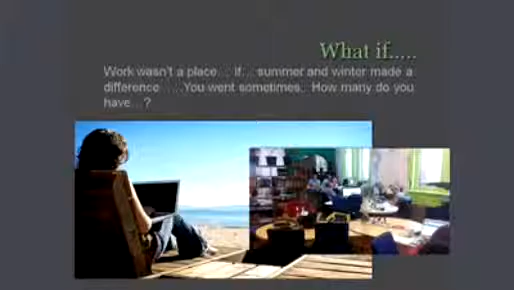 What if.....
Work wasn't a place... If... summer and winter made a
difference .....You went sometimes.. How many do you
have...?